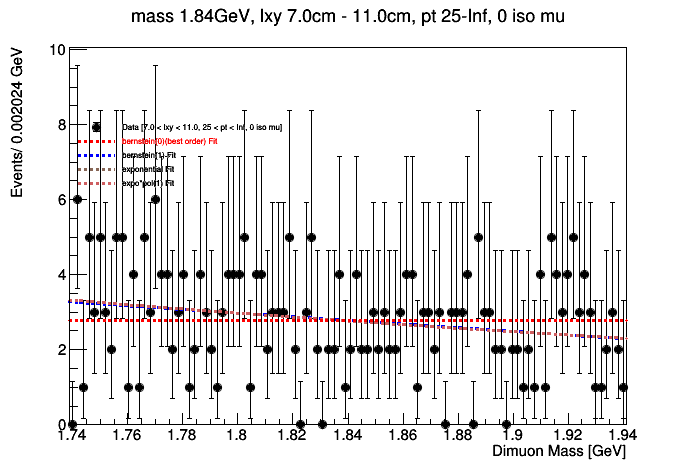 mass 1.84GeV, lxy 7.0cm - 11.0cm, pt 25-Inf, 0 iso mu
Events/ 0.002024 GeV
10
8
6
4
2
0
Data [7.0 < lxy < 11.0, 25 < pt < Inf, 0 iso mu]
bernstein[0](best order) Fit
bernstein[1] Fit
exponential Fit
expo*pol(1) Fit
1.74 1.76 1.78 1.8 1.82 1.84 1.86 1.88 1.9 1.92 1.94
Dimuon Mass [GeV]